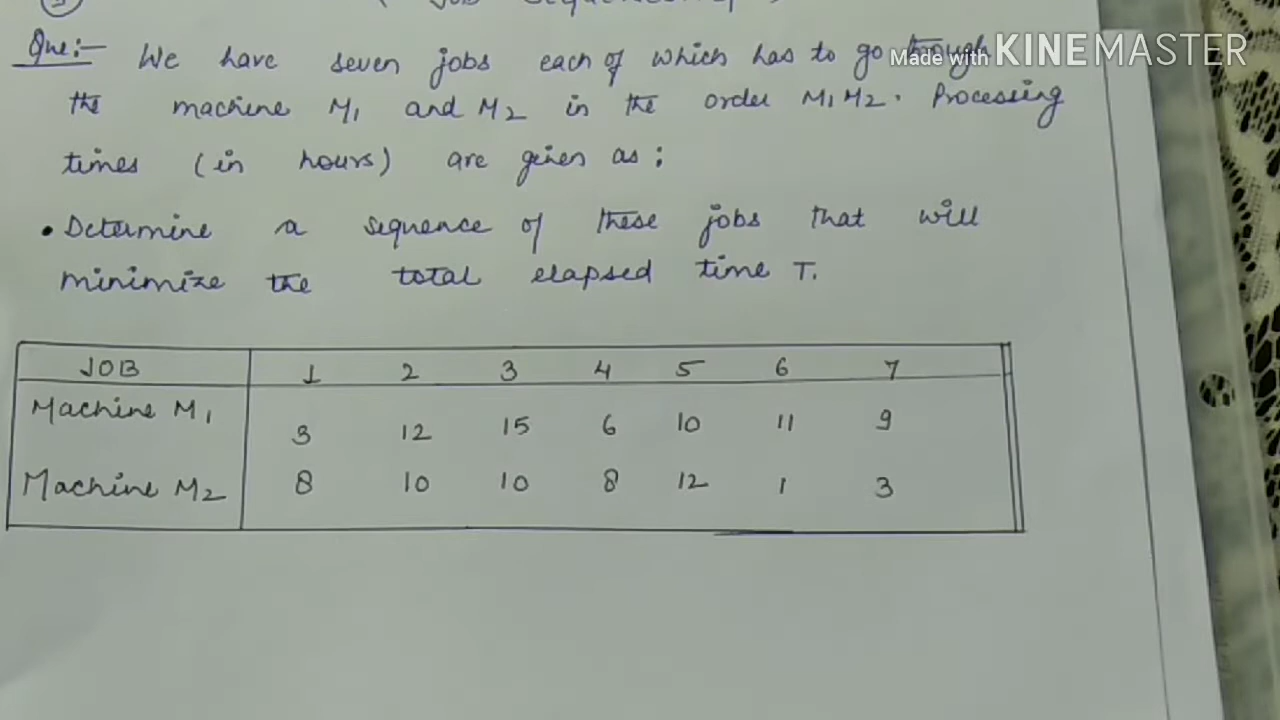 Que:- We have seven jobs each of which has to go through
Made with KINEMASTER
the machine M1 and M2 in the order M1 M2. Processing
times (in hours) are given as :
• Determine a sequence of these jobs that will
minimize the total elapsed time T.
JOB 1 2 3 4 5 6 7
Machine M1 3 12 15 6 10 11 9
Machine M2 8 10 10 8 12 1 3